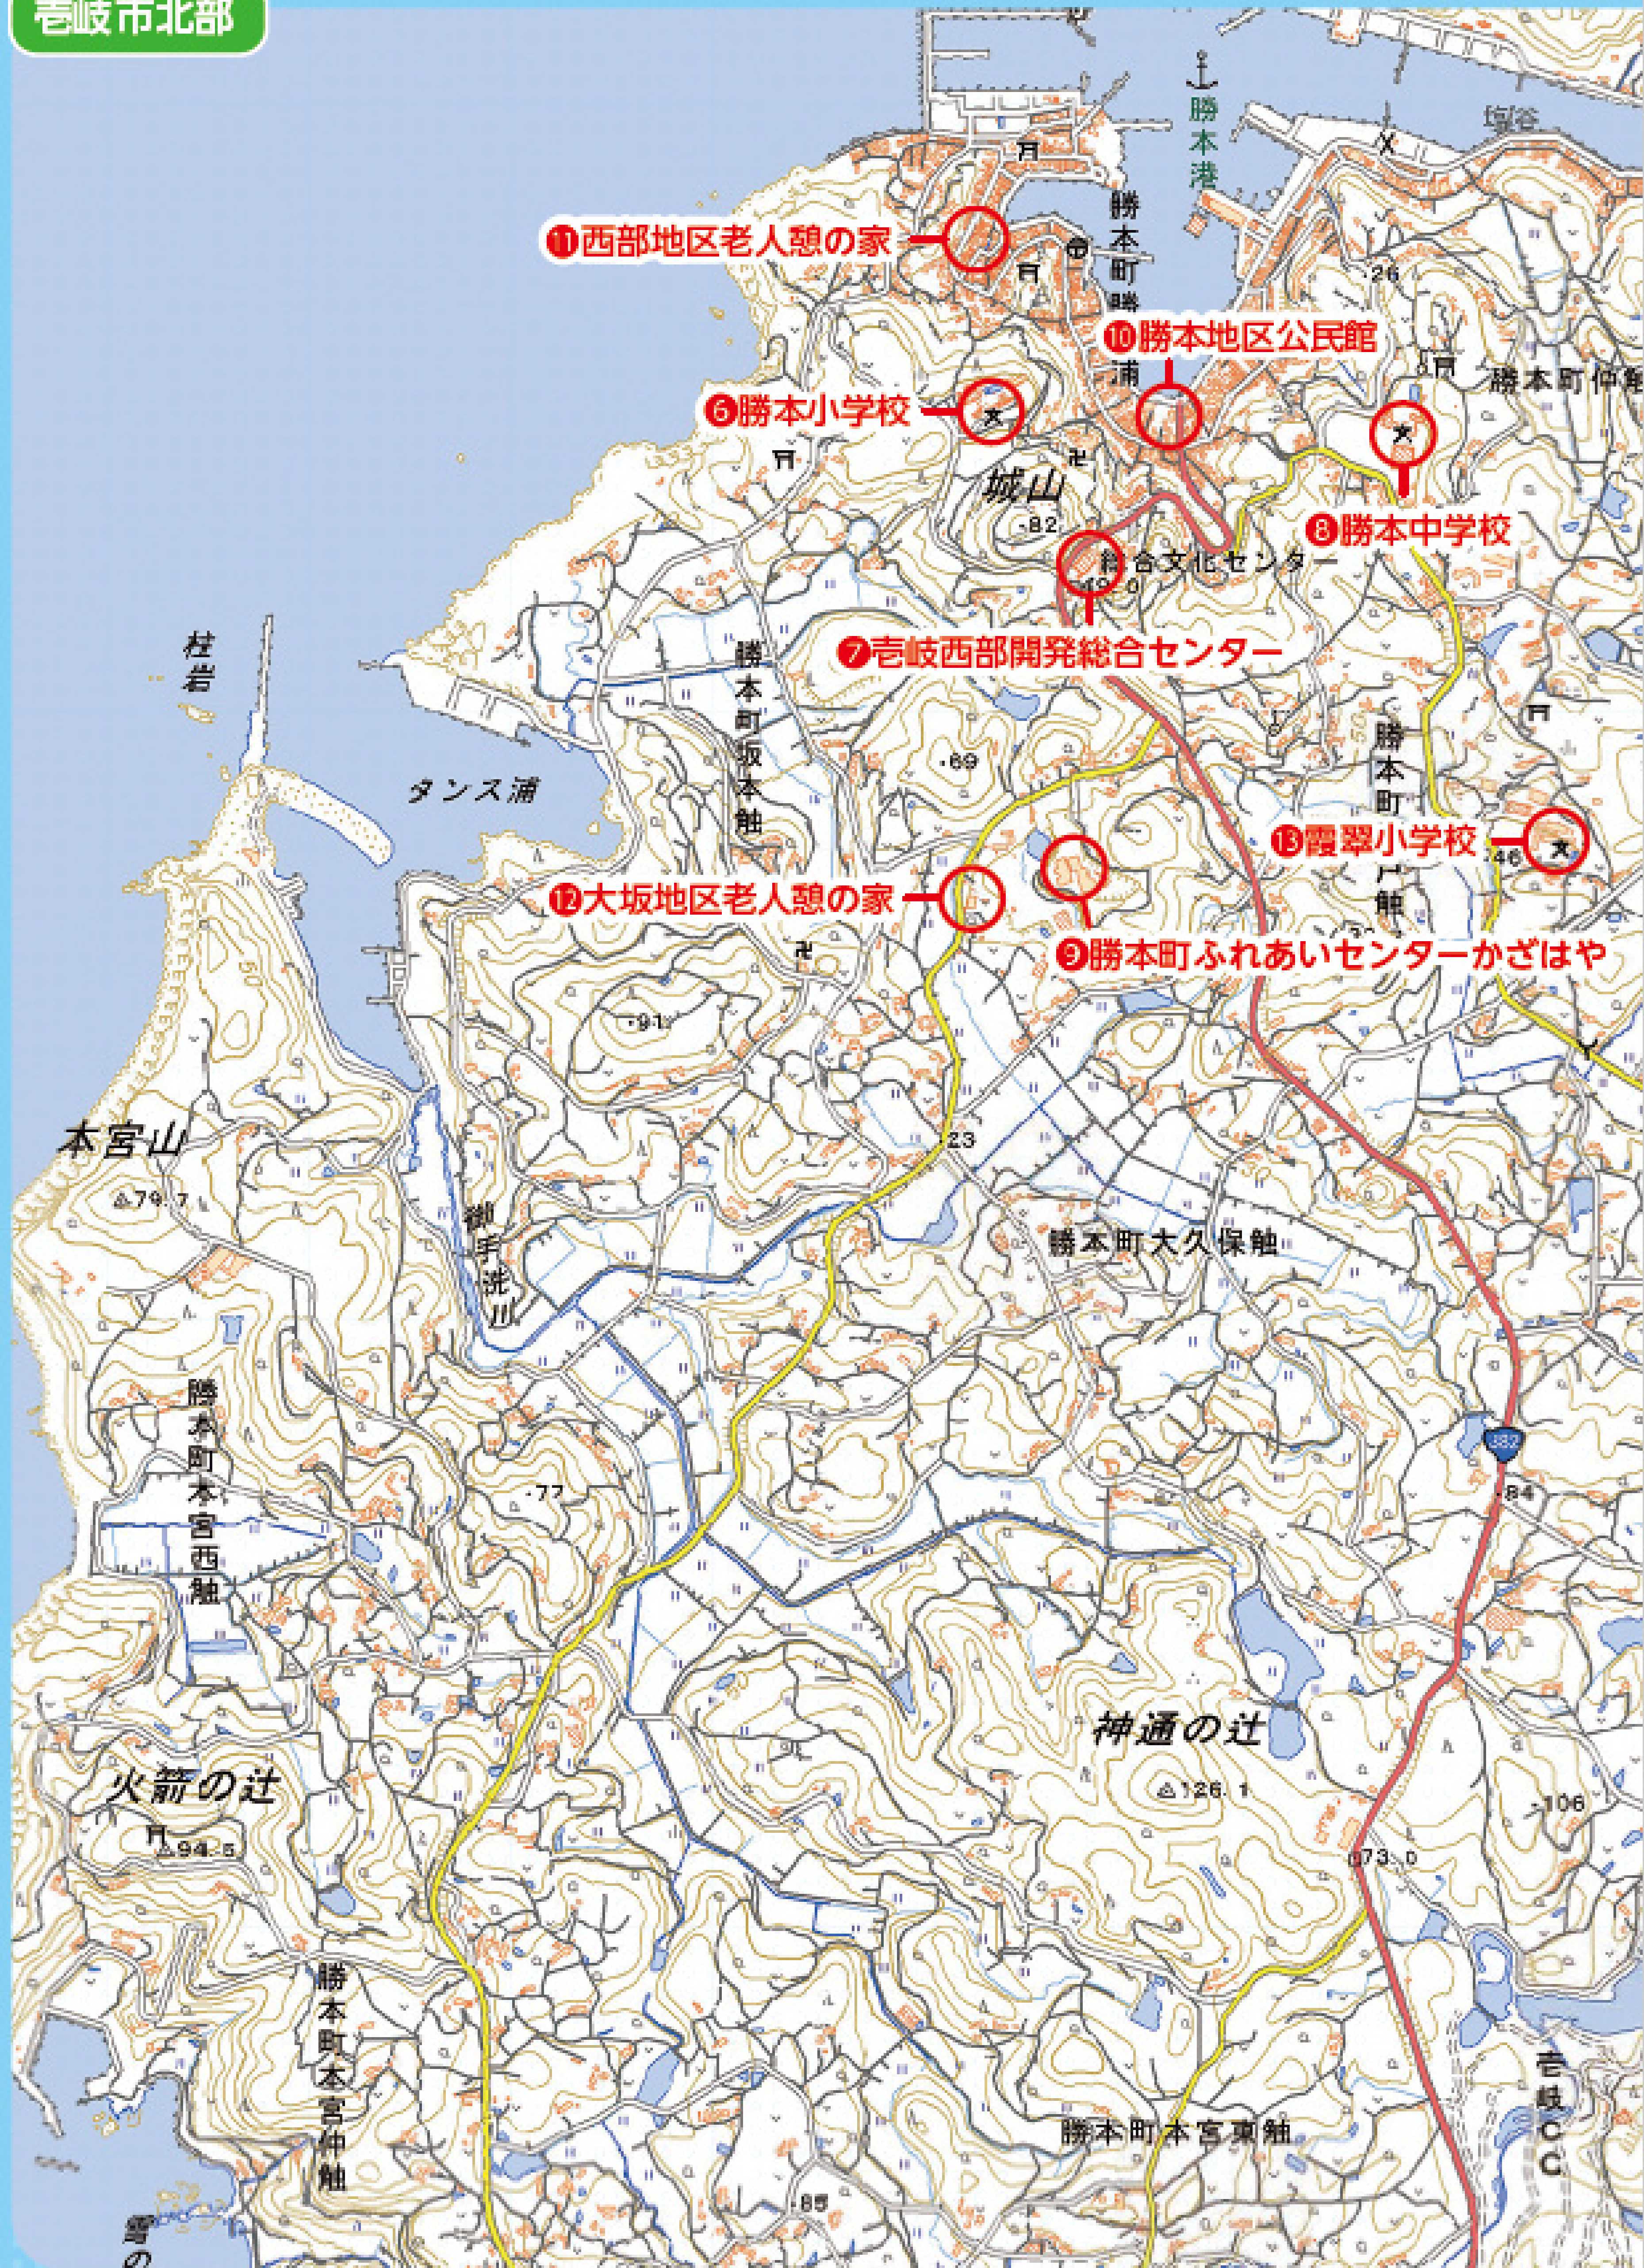 壱岐市北部
勝本港
塩谷
⓫西部地区老人憩の家
勝本町勝
浦
26
❿勝本地区公民館
勝本町仲触
❻勝本小学校
城山
82
❽勝本中学校
総合文化センター
❼壱岐西部開発総合センター
柱岩
勝本町坂本触
50
69
タンス浦
勝本町
触
⓭霞翠小学校
46
⓬大坂地区老人憩の家
❾勝本町ふれあいセンターかざはや
50
91
23
本宮山
79.7
御手洗川
勝本町大久保触
勝本町本宮西触
382
77
84
神通の辻
126.1
火箭の辻
94.5
106
73.0
勝本町本宮仲触
壱岐CC
勝本町本宮東触
85
雪の